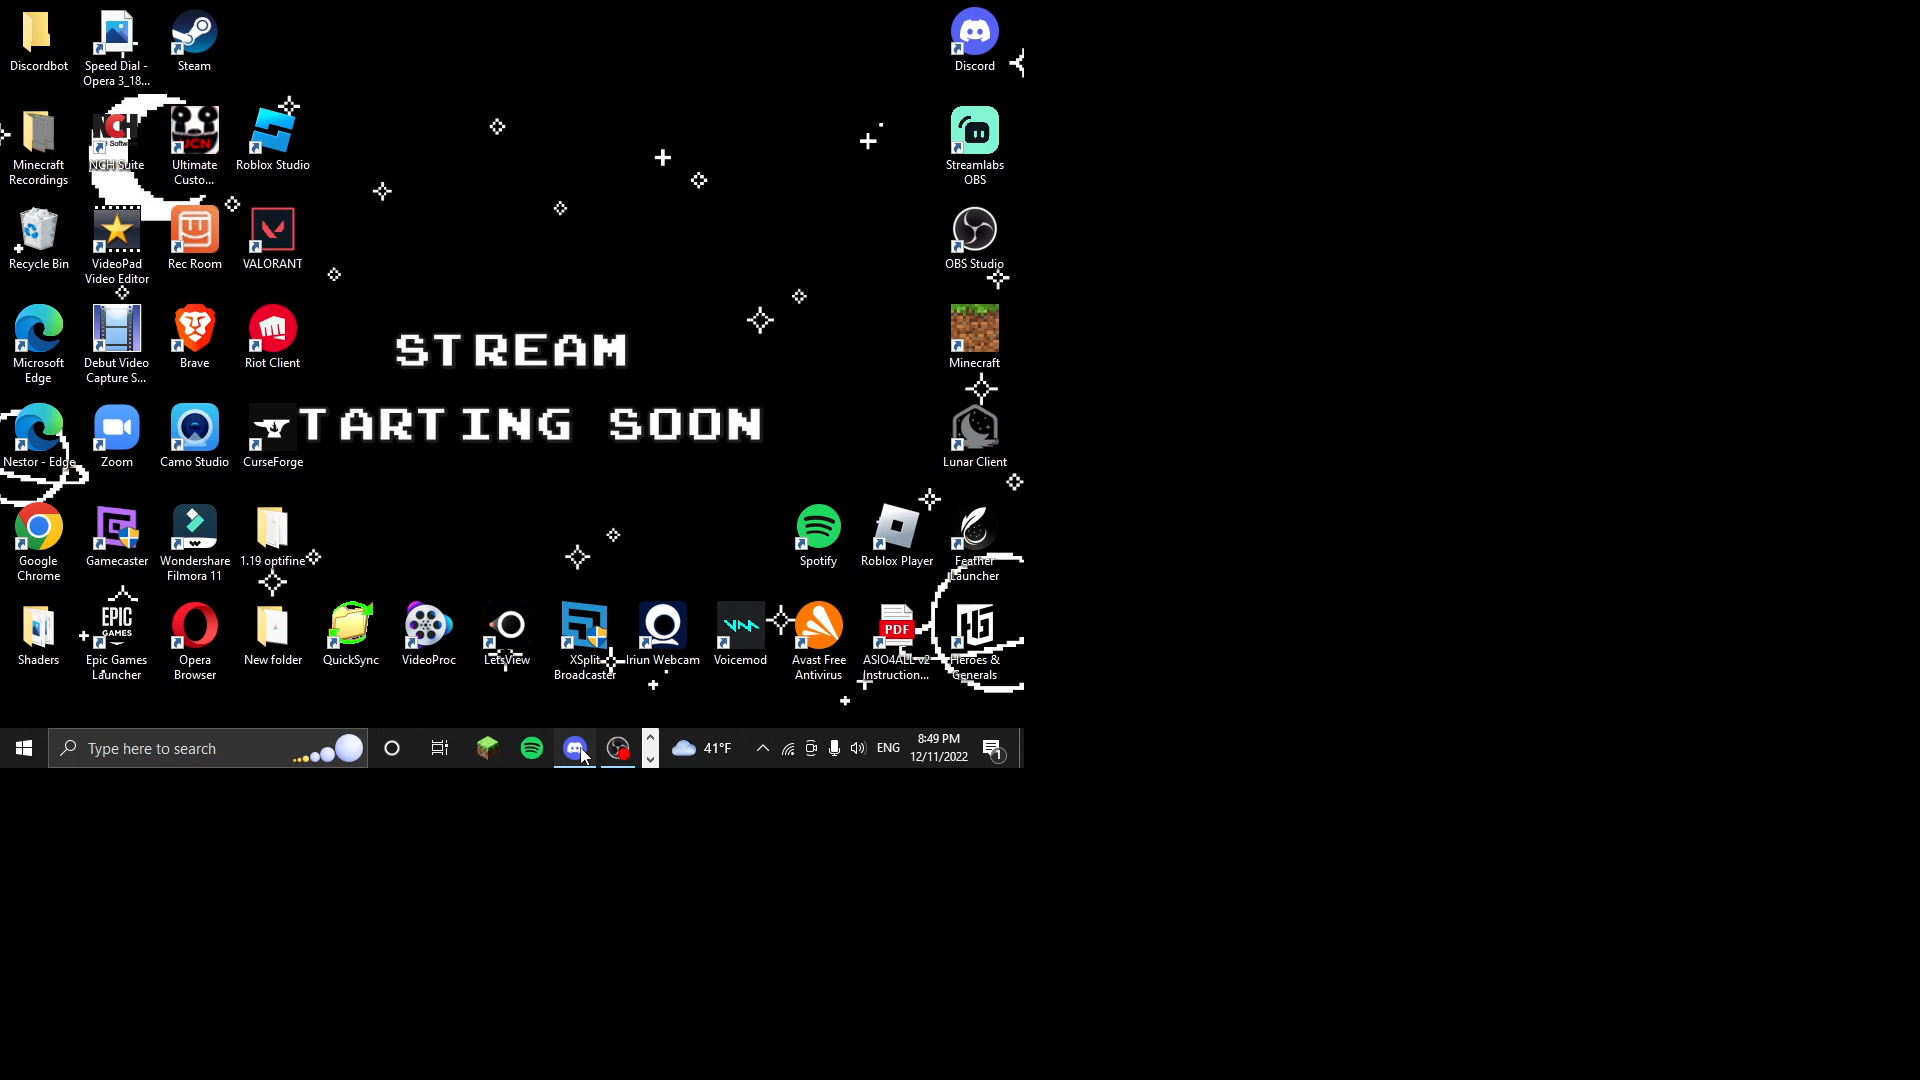 Discordbot
Speed Dial -
Opera 3_18...
Steam
Discord
Minecraft
Recordings
NCH Suite
Ultimate
Custo...
UCN
Roblox Studio
Streamlabs
OBS
Recycle Bin
VideoPad
Video Editor
Rec Room
VALORANT
OBS Studio
Microsoft
Edge
Debut Video
Capture S...
Brave
Riot Client
Minecraft
STREAM
TARTING SOON
Nestor - Edge
Zoom
Camo Studio
CurseForge
Lunar Client
Google
Chrome
Gamecaster
Wondershare
Filmora 11
1.19 optifine
Spotify
Roblox Player
Feather
Launcher
Shaders
EPIC
GAMES
Epic Games
Launcher
Opera
Browser
New folder
QuickSync
VideoProc
LetsView
XSplit
Broadcaster
Iriun Webcam
Voicemod
Avast Free
Antivirus
PDF
ASIO4ALL v2
Instruction...
Heroes &
Generals
Type here to search
41°F
ENG
8:49 PM
12/11/2022
1